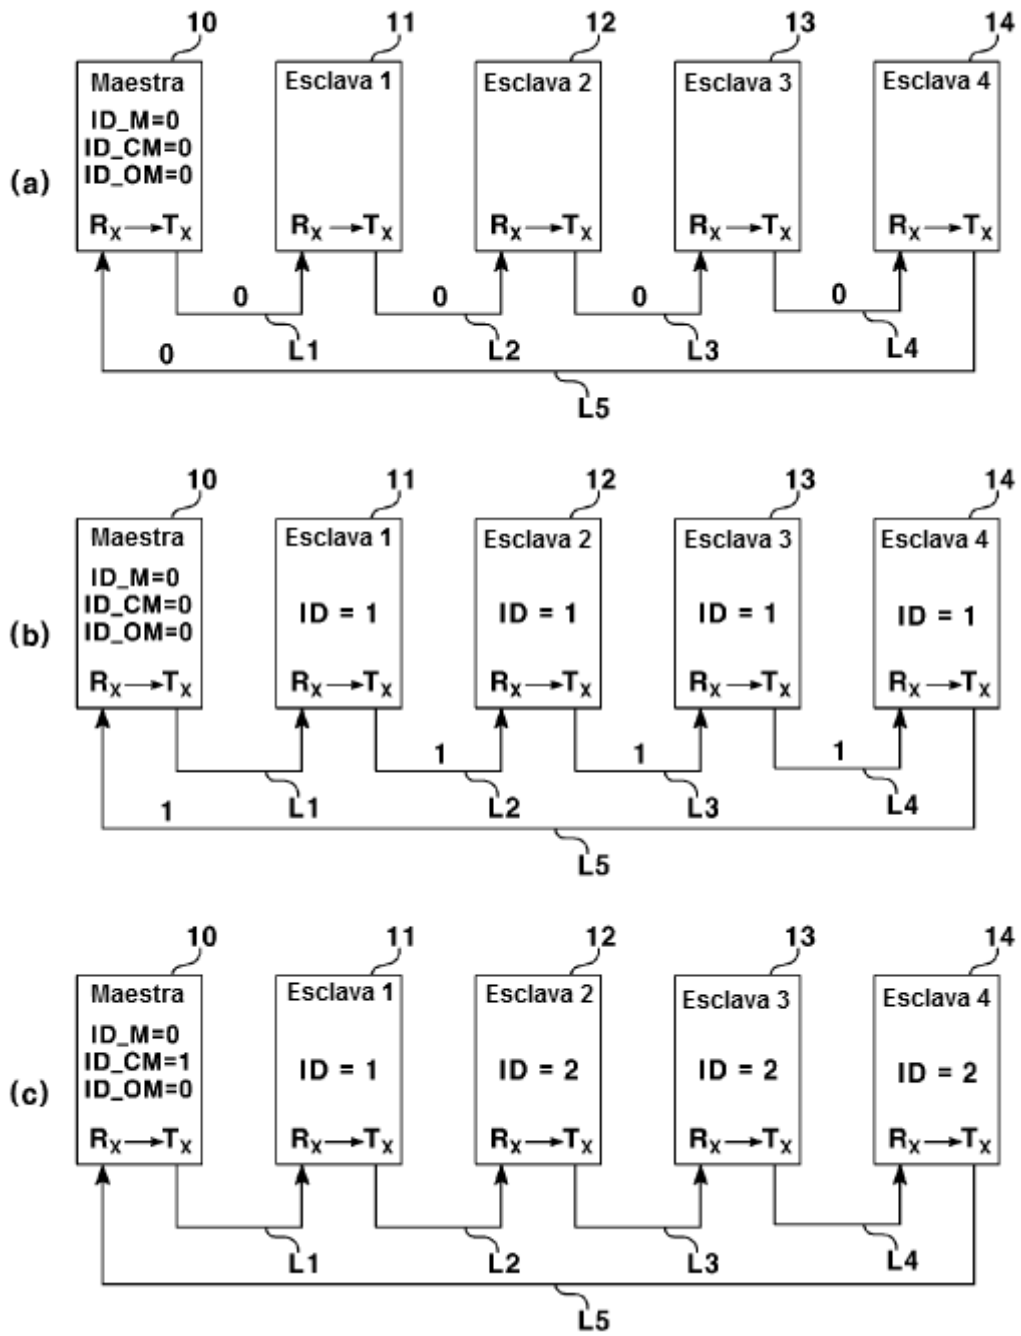 10 11 12 13 14
Maestra Esclava 1 Esclava 2 Esclava 3 Esclava 4
ID_M=0
ID_CM=0
ID_OM=0
(a)
Rx→Tx Rx→Tx Rx→Tx Rx→Tx Rx→Tx
0 0 0 0
L1 L2 L3 L4
0
L5
10 11 12 13 14
Maestra Esclava 1 Esclava 2 Esclava 3 Esclava 4
ID_M=0
ID_CM=0
ID_OM=0
ID = 1 ID = 1 ID = 1 ID = 1
(b)
Rx→Tx Rx→Tx Rx→Tx Rx→Tx Rx→Tx
1 1 1
L1 L2 L3 L4
1
L5
10 11 12 13 14
Maestra Esclava 1 Esclava 2 Esclava 3 Esclava 4
ID_M=0
ID_CM=1
ID_OM=0
ID = 1 ID = 2 ID = 2 ID = 2
(c)
Rx→Tx Rx→Tx Rx→Tx Rx→Tx Rx→Tx
L1 L2 L3 L4
L5